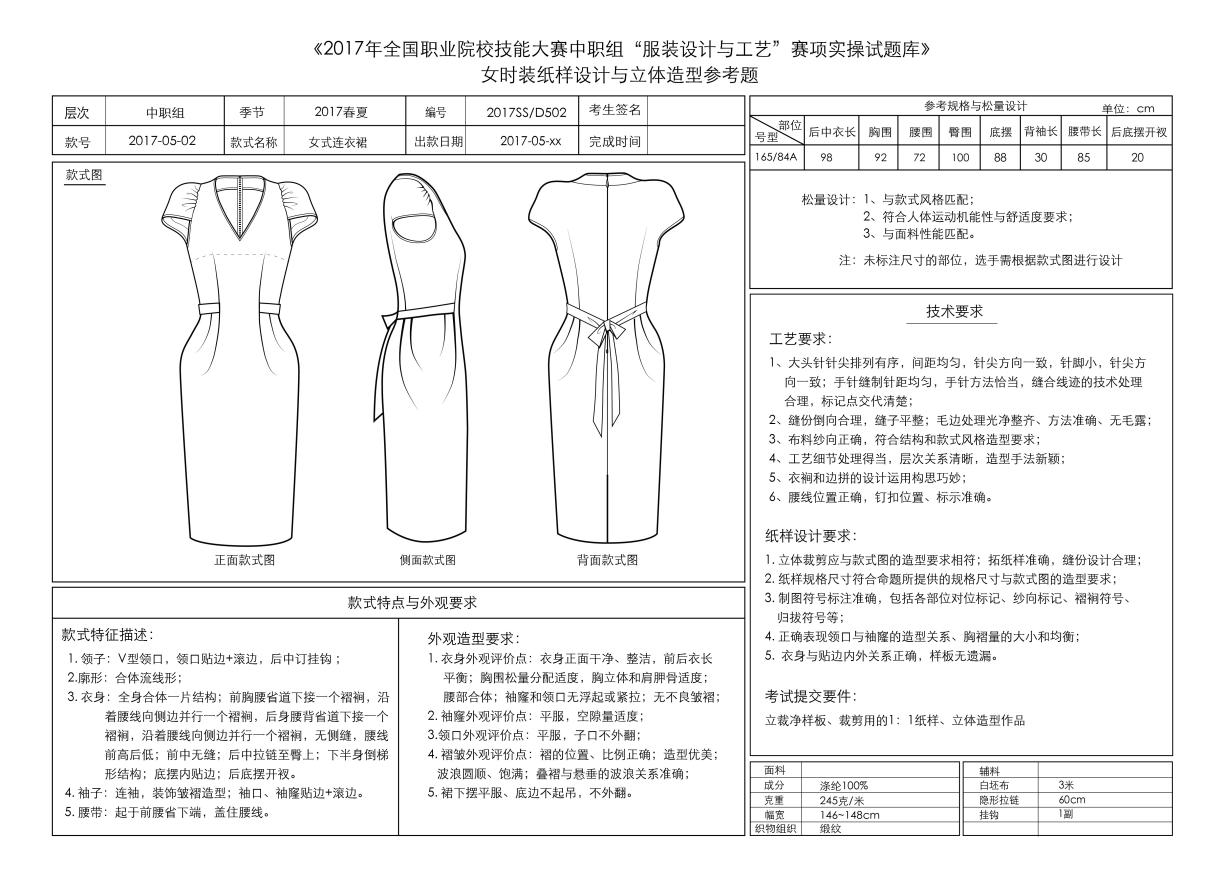 《2017年全国职业院校技能大赛中职组“服装设计与工艺”赛项实操试题库》
女时装纸样设计与立体造型参考题
层次 中职组 季节 2017春夏 编号 2017SS/D502 考生签名
款号 2017-05-02 款式名称 女式连衣裙 出款日期 2017-05-xx 完成时间
款式图
正面款式图 侧面款式图 背面款式图
款式特点与外观要求
款式特征描述：
1. 领子：V型领口，领口贴边+滚边，后中订挂钩；
2.廓形：合体流线形；
3. 衣身：全身合体一片结构；前胸腰省道下接一个褶裥，沿
着腰线向侧边并行一个褶裥，后身腰背省道下接一个
褶裥，沿着腰线向侧边并行一个褶裥，无侧缝，腰线
前高后低；前中无缝；后中拉链至臀上；下半身倒梯
形结构；底摆内贴边；后底摆开衩。
4. 袖子：连袖，装饰皱褶造型；袖口、袖窿贴边+滚边。
5. 腰带：起于前腰省下端，盖住腰线。
外观造型要求：
1. 衣身外观评价点：衣身正面干净、整洁，前后衣长
平衡；胸围松量分配适度，胸立体和肩胛骨适度；
腰部合体；袖窿和领口无浮起或紧拉；无不良皱褶；
2. 袖窿外观评价点：平服，空隙量适度；
3.领口外观评价点：平服，子口不外翻；
4. 褶皱外观评价点：褶的位置、比例正确；造型优美；
波浪圆顺、饱满；叠褶与悬垂的波浪关系准确；
5. 裙下摆平服、底边不起吊，不外翻。
参考规格与松量设计 单位：cm
部位 号型 后中衣长 胸围 腰围 臀围 底摆 背袖长 腰带长 后底摆开衩
165/84A 98 92 72 100 88 30 85 20
松量设计：1、与款式风格匹配；
2、符合人体运动机能性与舒适度要求；
3、与面料性能匹配。
注：未标注尺寸的部位，选手需根据款式图进行设计
技术要求
工艺要求：
1、大头针针尖排列有序，间距均匀，针尖方向一致，针脚小，针尖方
向一致；手针缝制针距均匀，手针方法恰当，缝合线迹的技术处理
合理，标记点交代清楚；
2、缝份倒向合理，缝子平整；毛边处理光净整齐、方法准确、无毛露；
3、布料纱向正确，符合结构和款式风格造型要求；
4、工艺细节处理得当，层次关系清晰，造型手法新颖；
5、衣裥和边拼的设计运用构思巧妙；
6、腰线位置正确，钉扣位置、标示准确。
纸样设计要求：
1. 立体裁剪应与款式图的造型要求相符；拓纸样准确，缝份设计合理；
2. 纸样规格尺寸符合命题所提供的规格尺寸与款式图的造型要求；
3. 制图符号标注准确，包括各部位对位标记、纱向标记、褶裥符号、
归拔符号等；
4. 正确表现领口与袖窿的造型关系、胸褶量的大小和均衡；
5. 衣身与贴边内外关系正确，样板无遗漏。
考试提交要件：
立裁净样板、裁剪用的1：1纸样、立体造型作品
面料
成分 涤纶100%
克重 245克/米
幅宽 146~148cm
织物组织 缎纹
辅料
白坯布 3米
隐形拉链 60cm
挂钩 1副